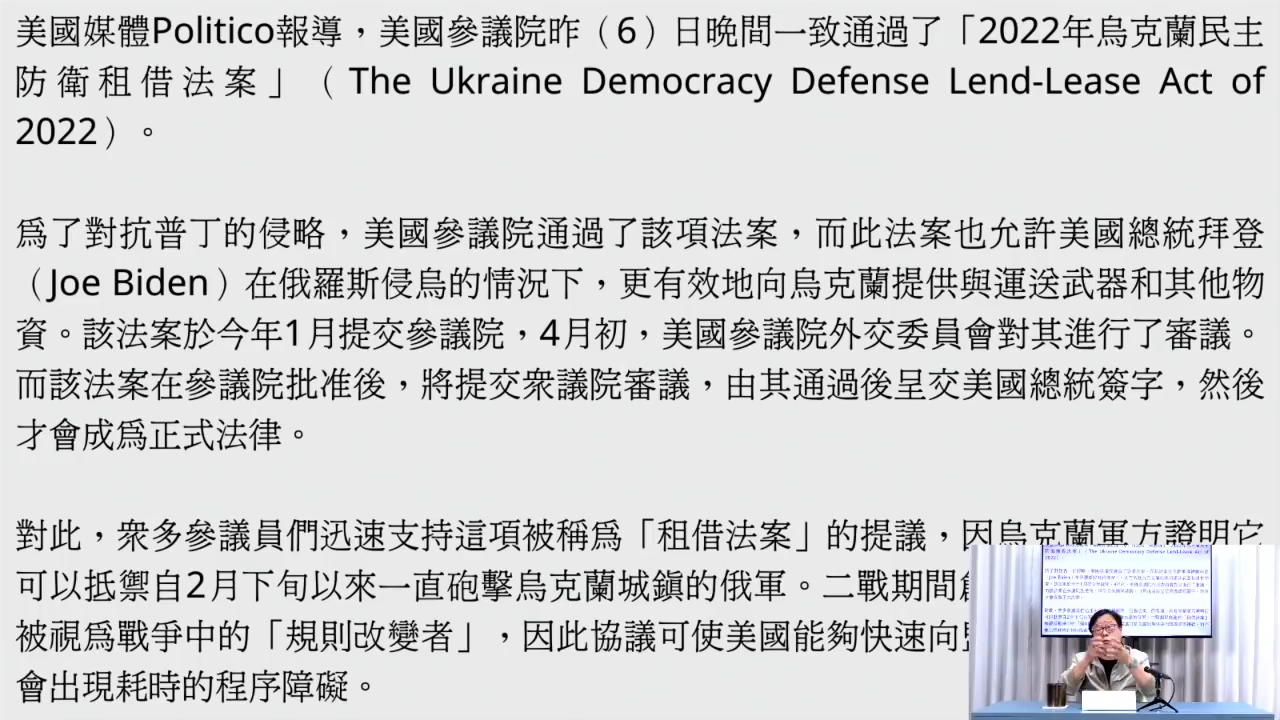 美國媒體Politico報導，美國參議院昨（6）日晚間一致通過了「2022年烏克蘭民主
防衛租借法案」（The Ukraine Democracy Defense Lend-Lease Act of
2022）。
為了對抗普丁的侵略，美國參議院通過了該項法案，而此法案也允許美國總統拜登
（Joe Biden）在俄羅斯侵烏的情況下，更有效地向烏克蘭提供與運送武器和其他物
資。該法案於今年1月提交參議院，4月初，美國參議院外交委員會對其進行了審議。
而該法案在參議院批准後，將提交眾議院審議，由其通過後呈交美國總統簽字，然後
才會成為正式法律。
對此，眾多參議員們迅速支持這項被稱為「租借法案」的提議，因烏克蘭軍方證明它
可以抵禦自2月下旬以來一直砲擊烏克蘭城鎮的俄軍。二戰期間
被視為戰爭中的「規則改變者」，因此協議可使美國能夠快速向
會出現耗時的程序障礙。